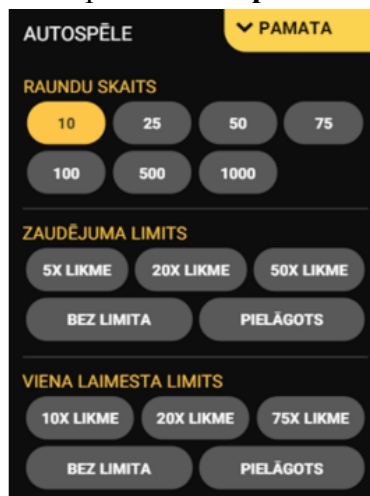 AUTOSPĒLE
PAMATA
RAUNDU SKAITS
10 25 50 75
100 500 1000
ZAUDĒJUMA LIMITS
5X LIKME 20X LIKME 50X LIKME
BEZ LIMITA PIELĀGOTS
VIENA LAIMESTA LIMITS
10X LIKME 20X LIKME 75X LIKME
BEZ LIMITA PIELĀGOTS